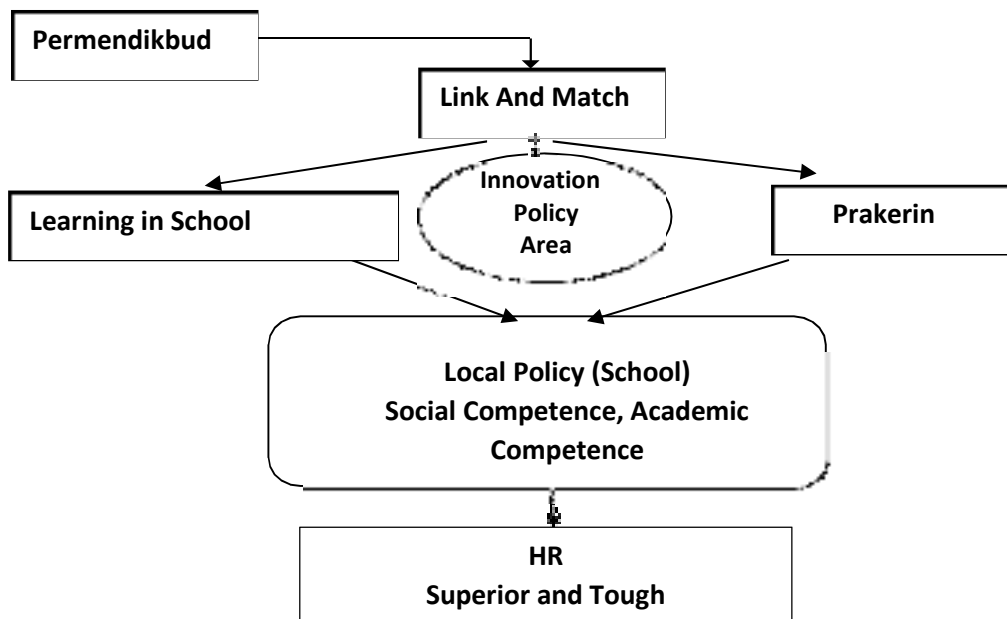 Permendikbud
Link And Match
Innovation
Policy
Area
Learning in School
Prakerin
Local Policy (School)
Social Competence, Academic
Competence
HR
Superior and Tough